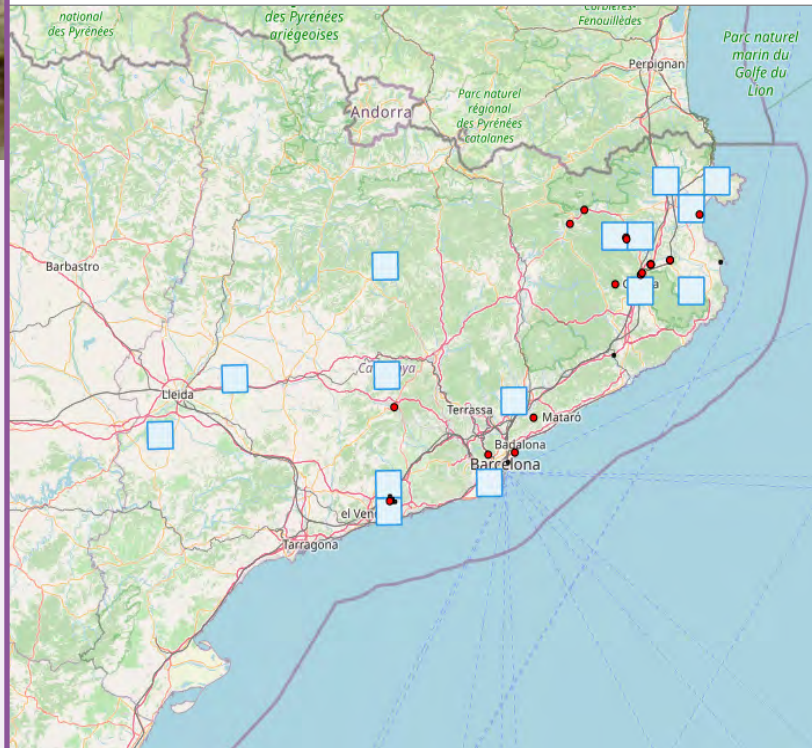 national
des Pyrénées
des Pyrénées
ariégeoises
Corbières-
Fenouillèdes
Parc naturel
marin du
Golfe du
Lion
Perpignan
Andorra
Parc naturel
régional
des Pyrénées
catalanes
Barbastro
Lleida
Terrassa
Mataró
Badalona
Barcelona
el Ven
Tarragona